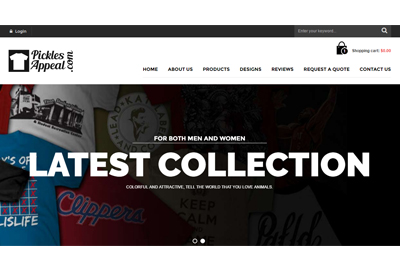 Login
Enter your keyword...
Pickles
Appeal
.com
Shopping cart: $0.00
HOME ABOUT US PRODUCTS DESIGNS REVIEWS REQUEST A QUOTE CONTACT US
FOR BOTH MEN AND WOMEN
LATEST COLLECTION
COLORFUL AND ATTRACTIVE, TELL THE WORLD THAT YOU LOVE ANIMALS.
Clippers
KEEP
CALM
LISLIFE